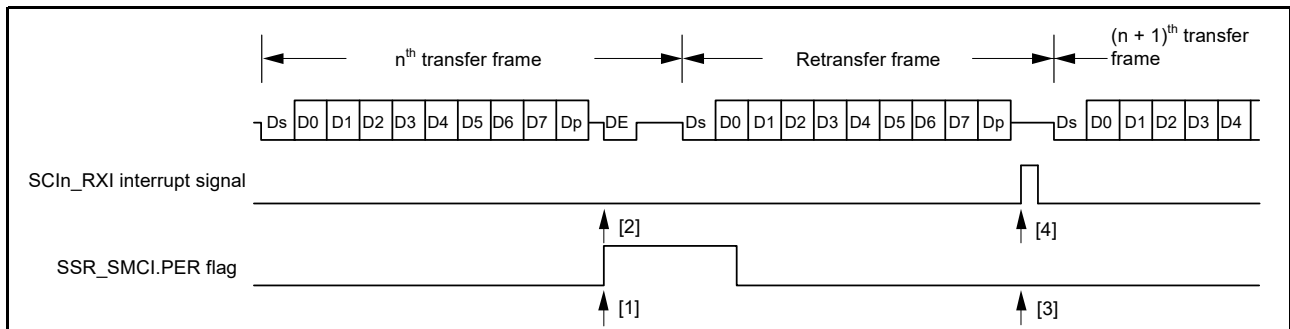 nth transfer frame
Retransfer frame
(n + 1)th transfer
frame
Ds D0 D1 D2 D3 D4 D5 D6 D7 Dp DE Ds D0 D1 D2 D3 D4 D5 D6 D7 Dp Ds D0 D1 D2 D3 D4
SCIn_RXI interrupt signal
[2] [4]
SSR_SMCI.PER flag
[1] [3]